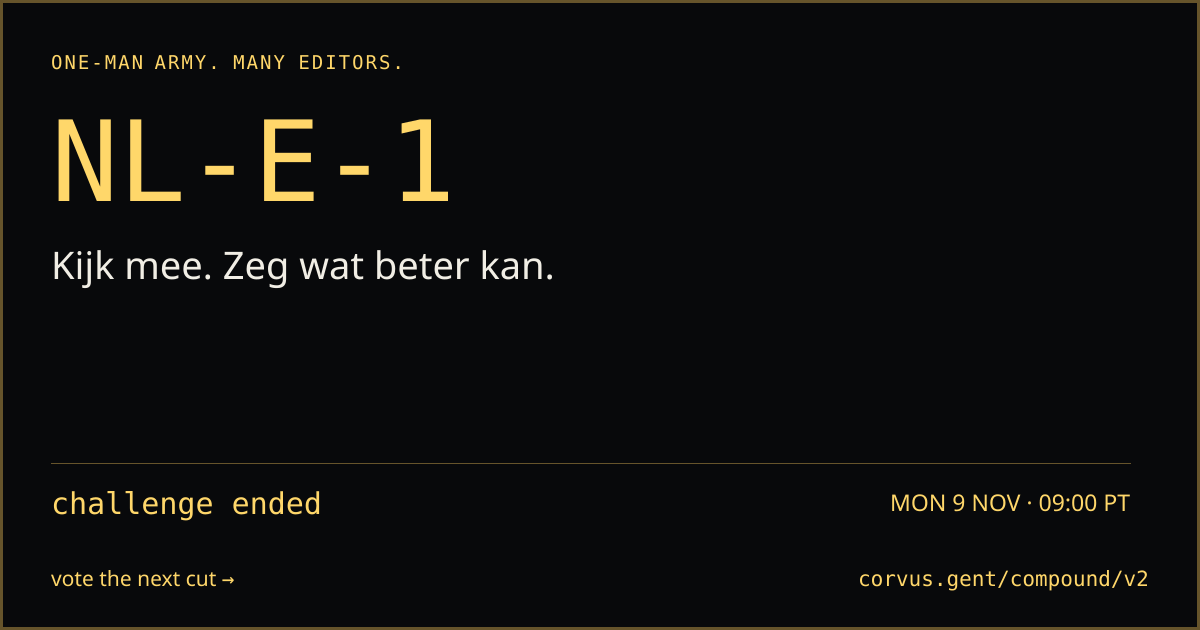 ONE-MAN ARMY. MANY EDITORS.
NL-E-1
Kijk mee. Zeg wat beter kan.
challenge ended
MON 9 NOV · 09:00 PT
vote the next cut →
corvus.gent/compound/v2